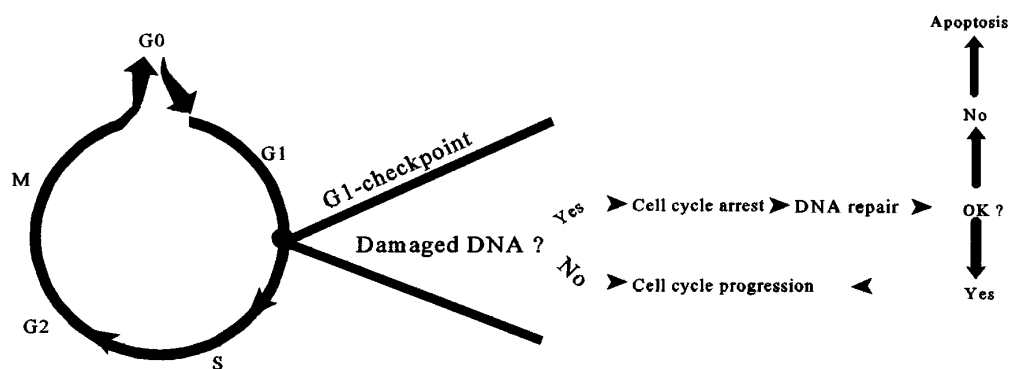 G0
G1
M
G2
S
G1-checkpoint
Damaged DNA ?
Yes
No
Cell cycle arrest
DNA repair
OK ?
No
Apoptosis
Yes
Cell cycle progression